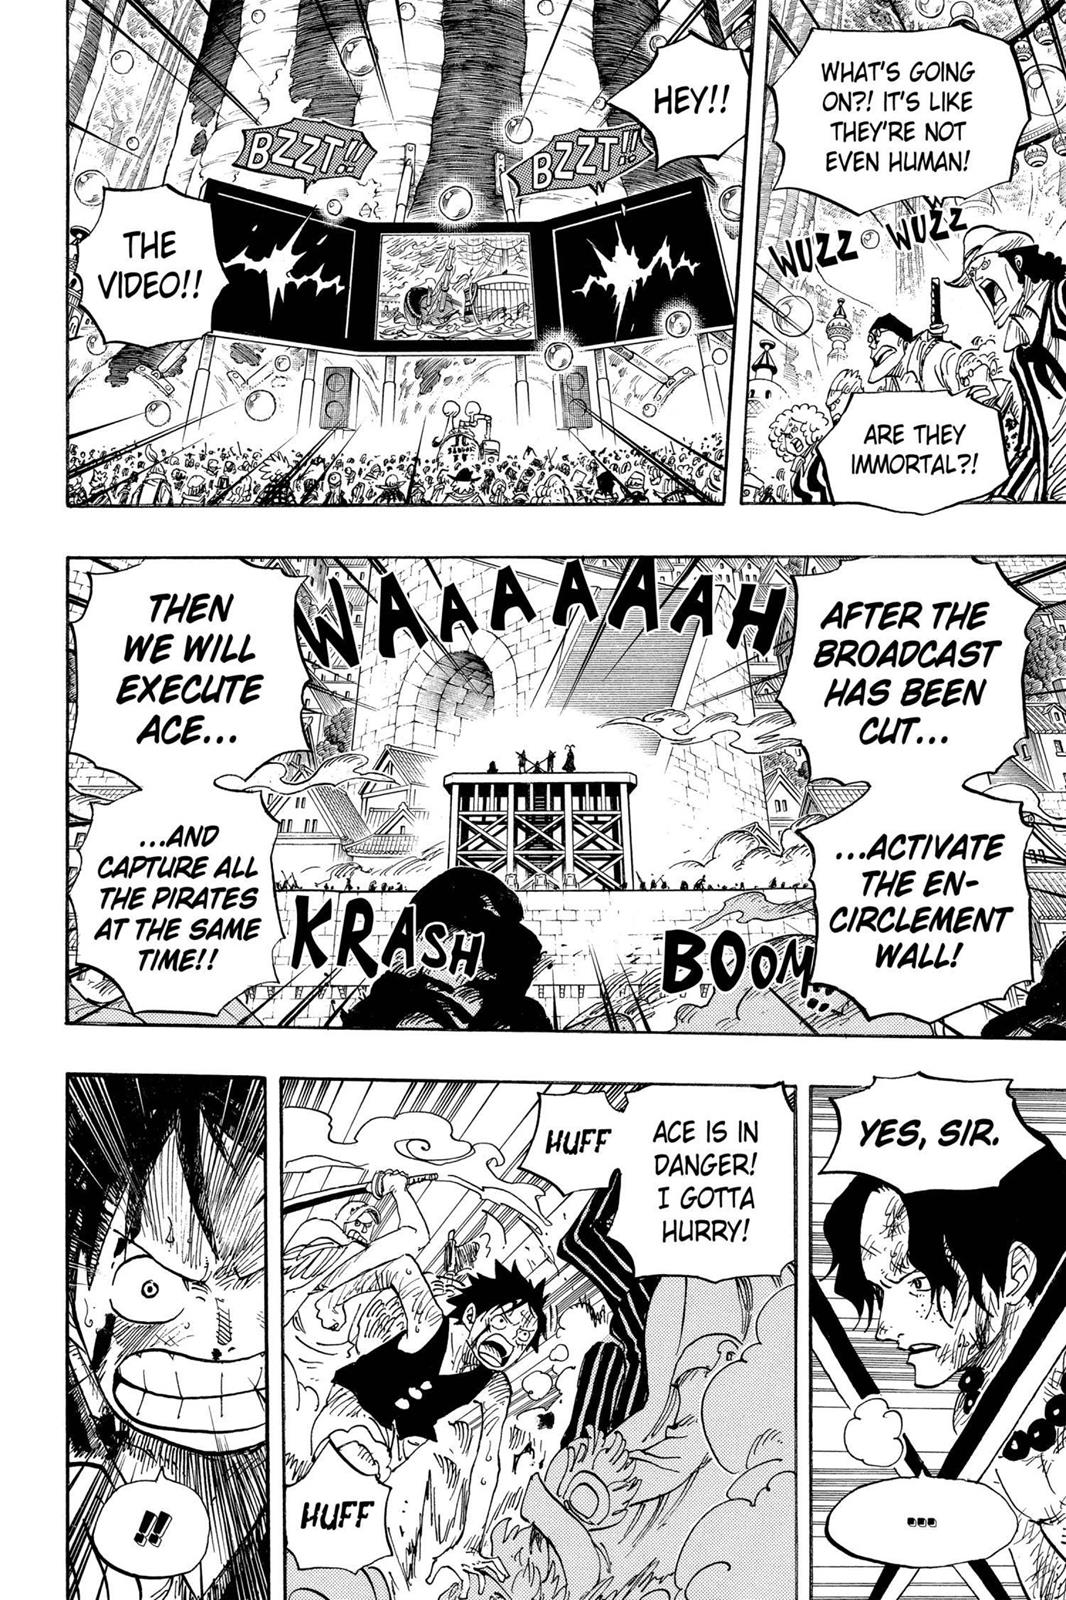 WHAT'S GOING
ON?! IT'S LIKE
THEY'RE NOT
EVEN HUMAN!
WUZZ WUZZ
ARE THEY
IMMORTAL?!
HEY!!
BZZT!!
BZZT!!
THE
VIDEO!!
AFTER THE
BROADCAST
HAS BEEN
CUT...
...ACTIVATE
THE EN-
CIRCLEMENT
WALL!
WAAAAAAAH
BOOM...
KRASH
THEN
WE WILL
EXECUTE
ACE...
...AND
CAPTURE ALL
THE PIRATES
AT THE SAME
TIME!!
YES, SIR.
...
ACE IS IN
DANGER!
I GOTTA
HURRY!
HUFF
HUFF
!!